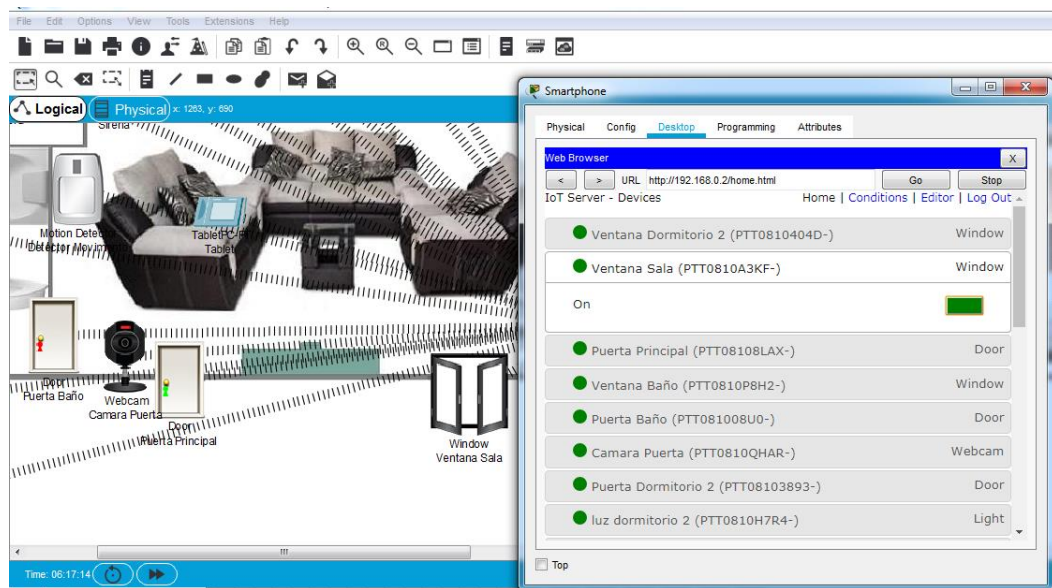 File Edit Options View Tools Extensions Help
Logical Physical x: 1263, y: 690
Sirena
Motion Detector
Detector Movimiento
TabletPC-PT
Tablet
Door
Puerta Baño
Webcam
Camara Puerta
Door
Puerta Principal
Window
Ventana Sala
Time: 06:17:14
Smartphone
Physical Config Desktop Programming Attributes
Web Browser X
< > URL http://192.168.0.2/home.html Go Stop
IoT Server - Devices Home | Conditions | Editor | Log Out
Ventana Dormitorio 2 (PTT0810404D-) Window
Ventana Sala (PTT0810A3KF-) Window
On
Puerta Principal (PTT08108LAX-) Door
Ventana Baño (PTT0810P8H2-) Window
Puerta Baño (PTT081008U0-) Door
Camara Puerta (PTT0810QHAR-) Webcam
Puerta Dormitorio 2 (PTT08103893-) Door
luz dormitorio 2 (PTT0810H7R4-) Light
Top